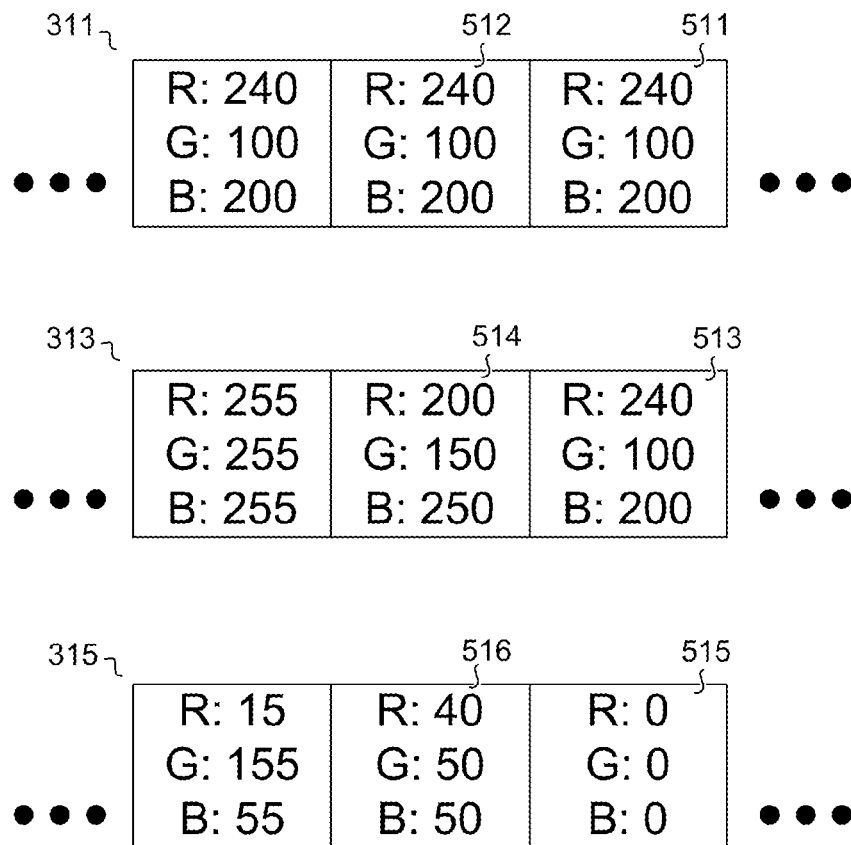 311 512 511
R: 240 R: 240 R: 240
G: 100 G: 100 G: 100
B: 200 B: 200 B: 200
313 514 513
R: 255 R: 200 R: 240
G: 255 G: 150 G: 100
B: 255 B: 250 B: 200
315 516 515
R: 15 R: 40 R: 0
G: 155 G: 50 G: 0
B: 55 B: 50 B: 0